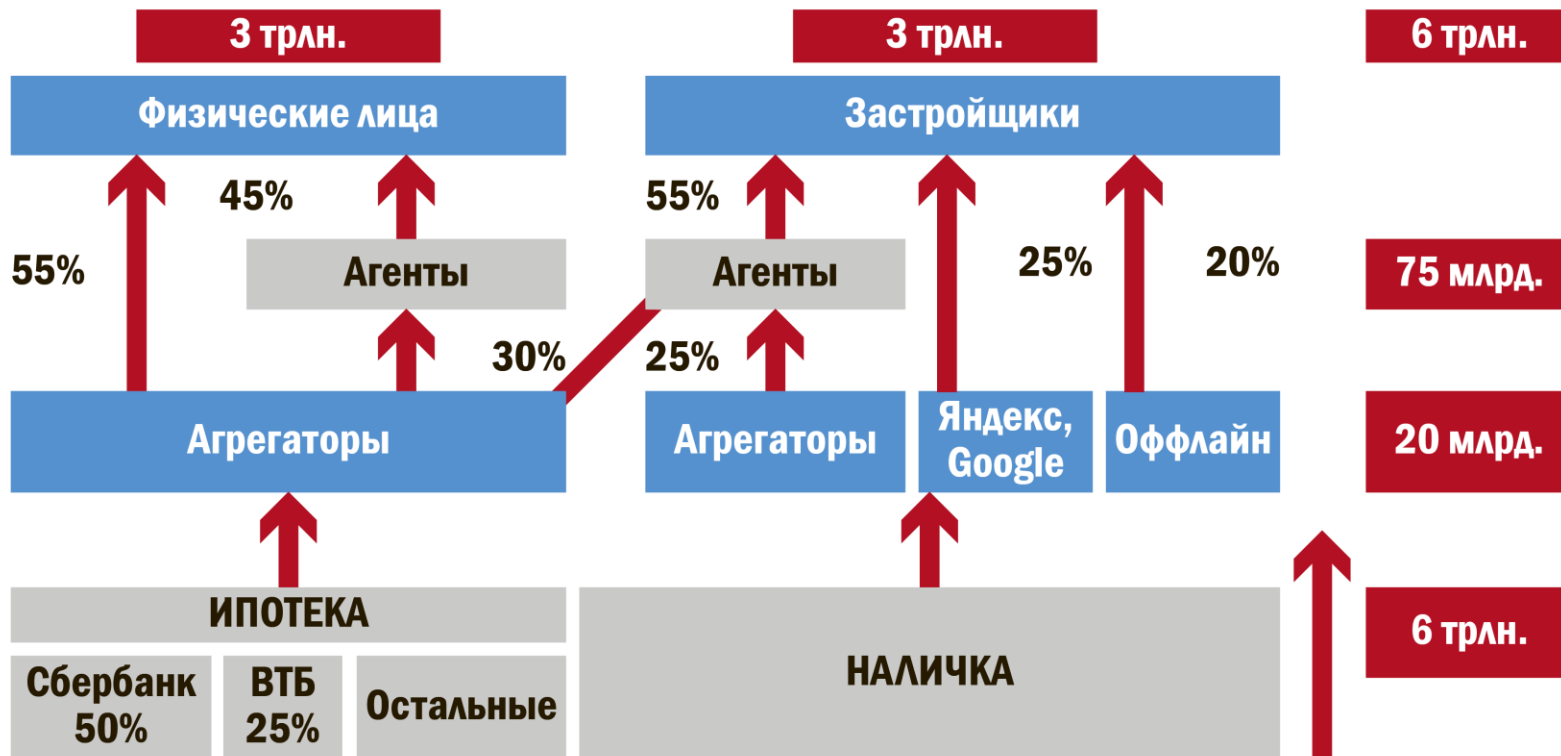 3 трлн.
3 трлн.
6 трлн.
Физические лица
Застройщики
45%
55%
55%
Агенты
Агенты
25%
20%
75 млрд.
30%
25%
Агрегаторы
Агрегаторы
Яндекс,
Google
Оффлайн
20 млрд.
ИПОТЕКА
НАЛИЧКА
6 трлн.
Сбербанк
50%
ВТБ
25%
Остальные